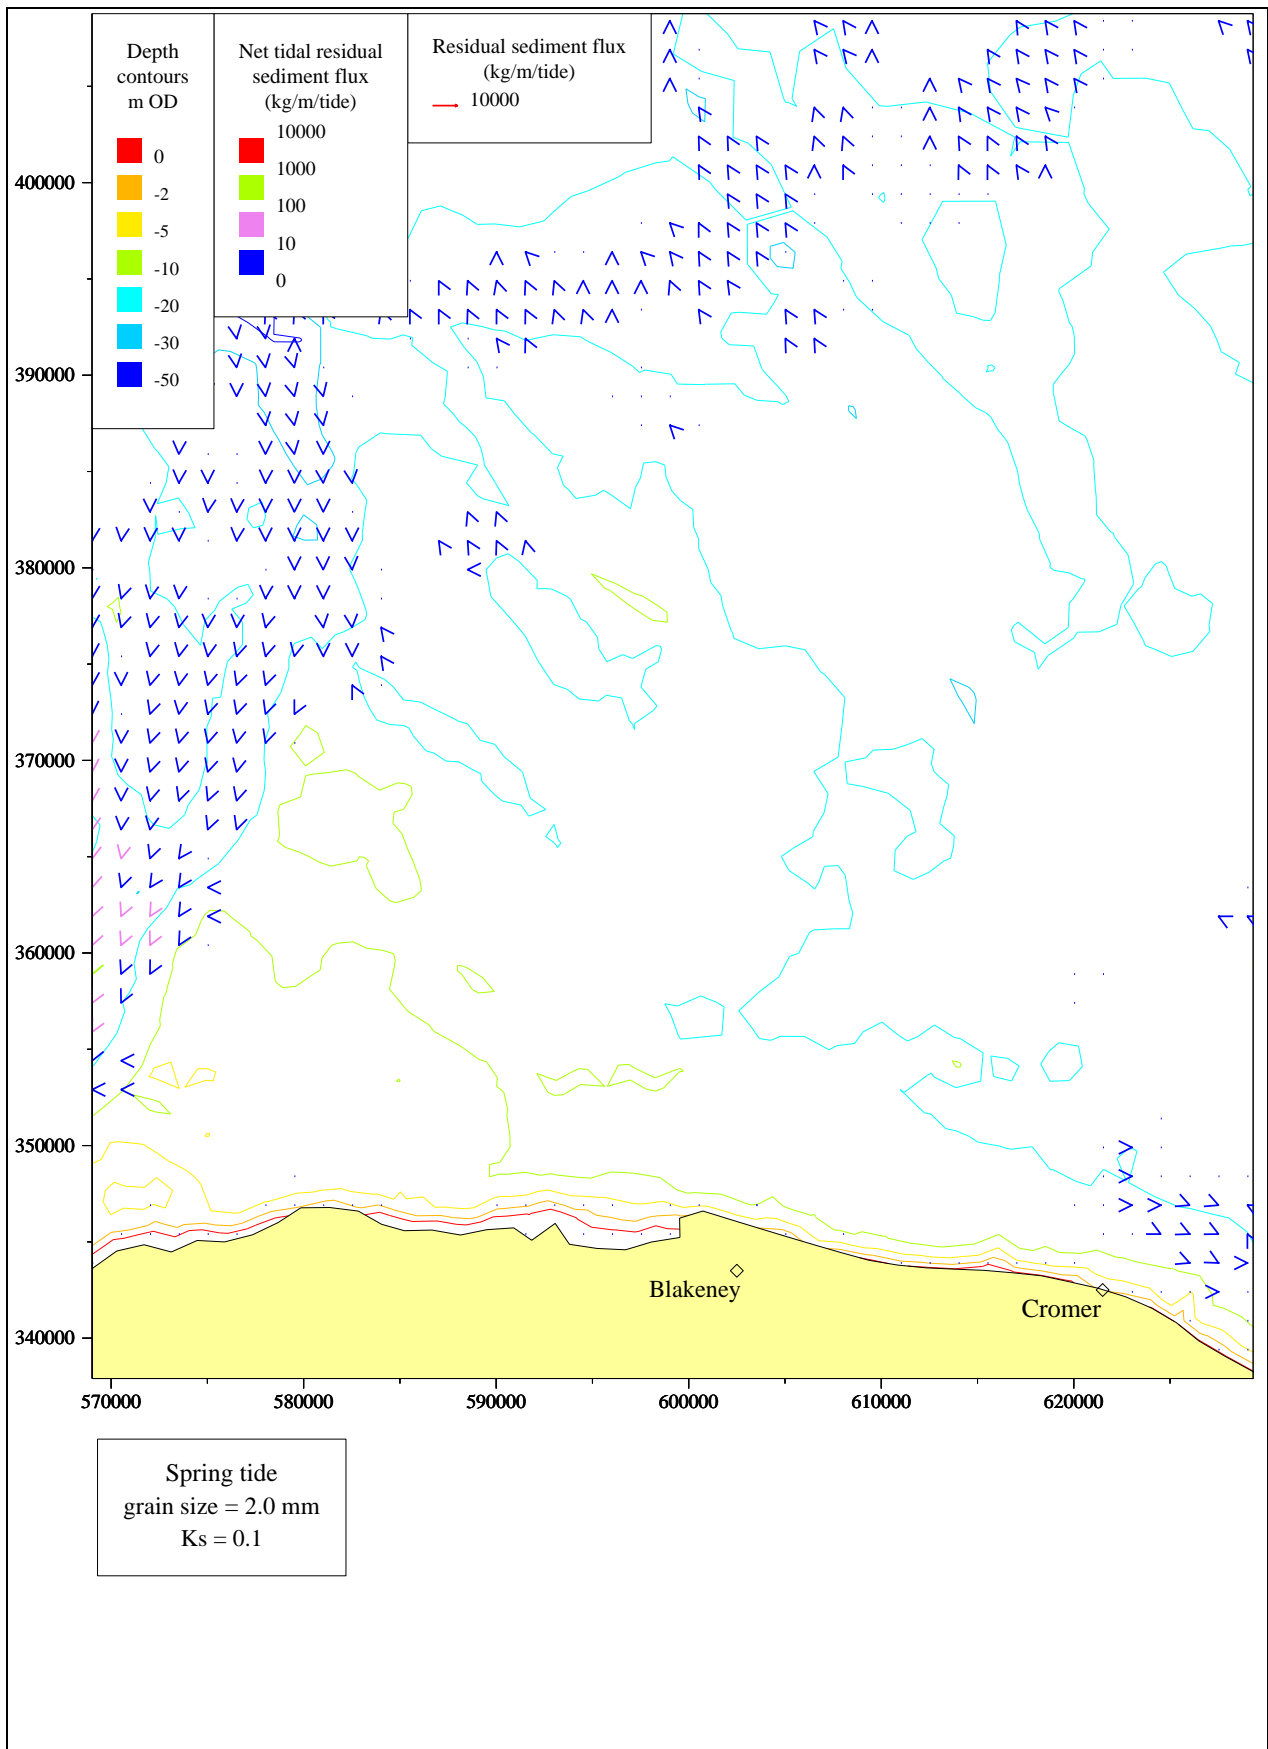 Depth
contours
m OD
0
-2
-5
-10
-20
-30
-50
Net tidal residual
sediment flux
(kg/m/tide)
10000
1000
100
10
0
Residual sediment flux
(kg/m/tide)
10000
400000
390000
380000
370000
360000
350000
340000
Blakeney
Cromer
570000
580000
590000
600000
610000
620000
Spring tide
grain size = 2.0 mm
Ks = 0.1